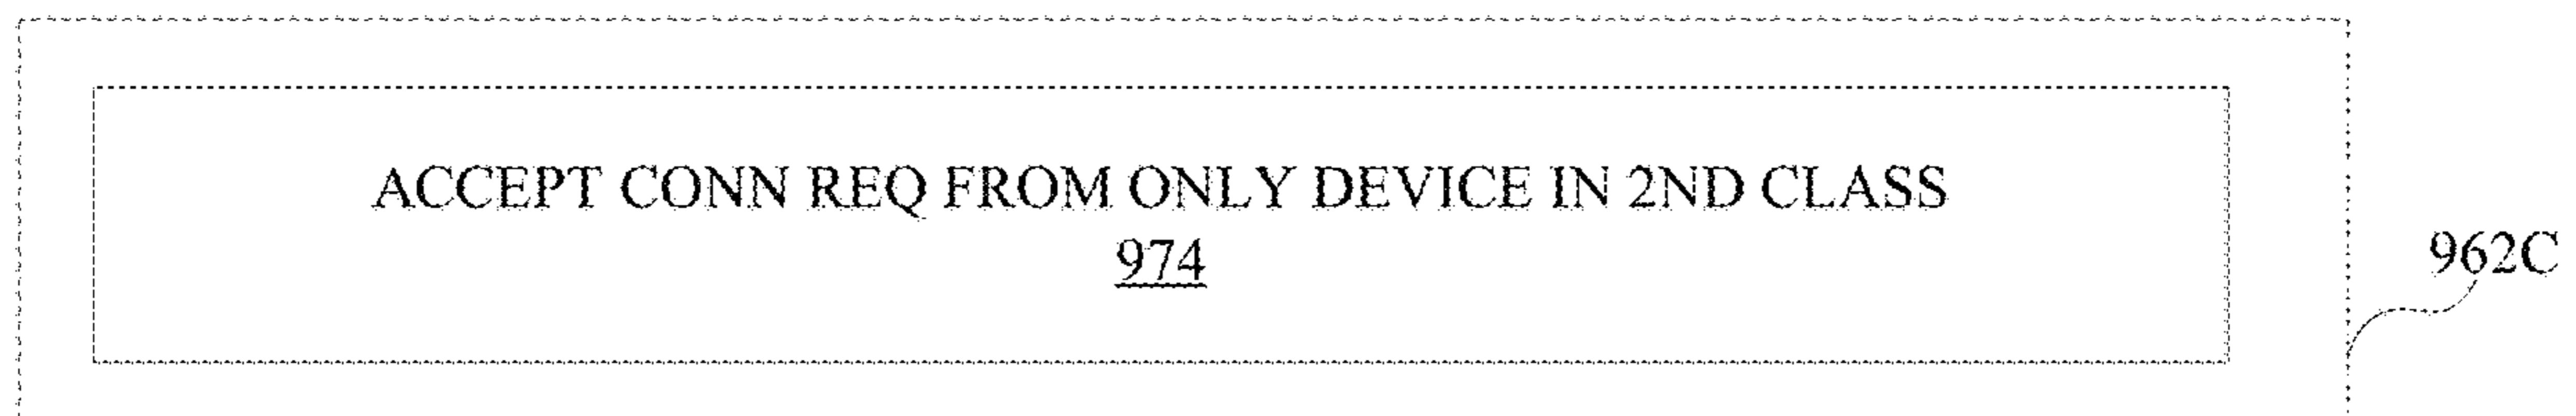 ACCEPT CONN REQ FROM ONLY DEVICE IN 2ND CLASS
974
962C